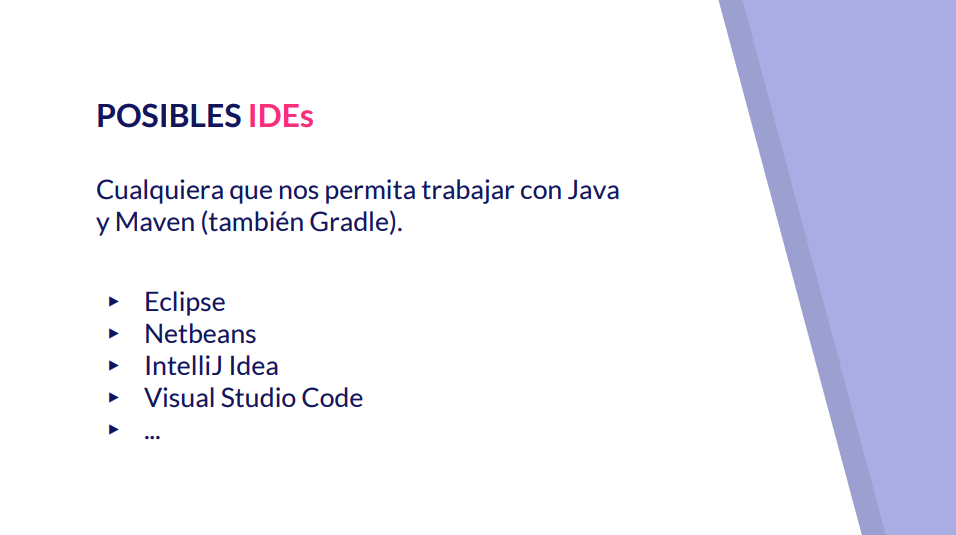 POSIBLES IDEs
Cualquiera que nos permita trabajar con Java
y Maven (también Gradle).
▸ Eclipse
▸ Netbeans
▸ IntelliJ Idea
▸ Visual Studio Code
▸ ...